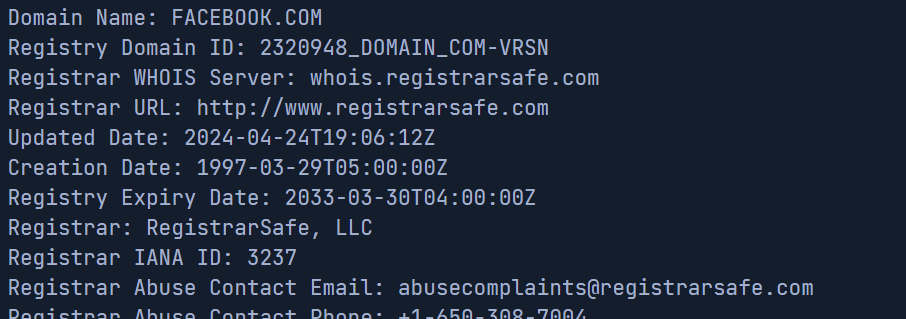 Domain Name: FACEBOOK.COM
Registry Domain ID: 2320948_DOMAIN_COM-VRSN
Registrar WHOIS Server: whois.registrarsafe.com
Registrar URL: http://www.registrarsafe.com
Updated Date: 2024-04-24T19:06:12Z
Creation Date: 1997-03-29T05:00:00Z
Registry Expiry Date: 2033-03-30T04:00:00Z
Registrar: RegistrarSafe, LLC
Registrar IANA ID: 3237
Registrar Abuse Contact Email: abusecomplaints@registrarsafe.com
Registrar Abuse Contact Phone: +1-650-308-7004